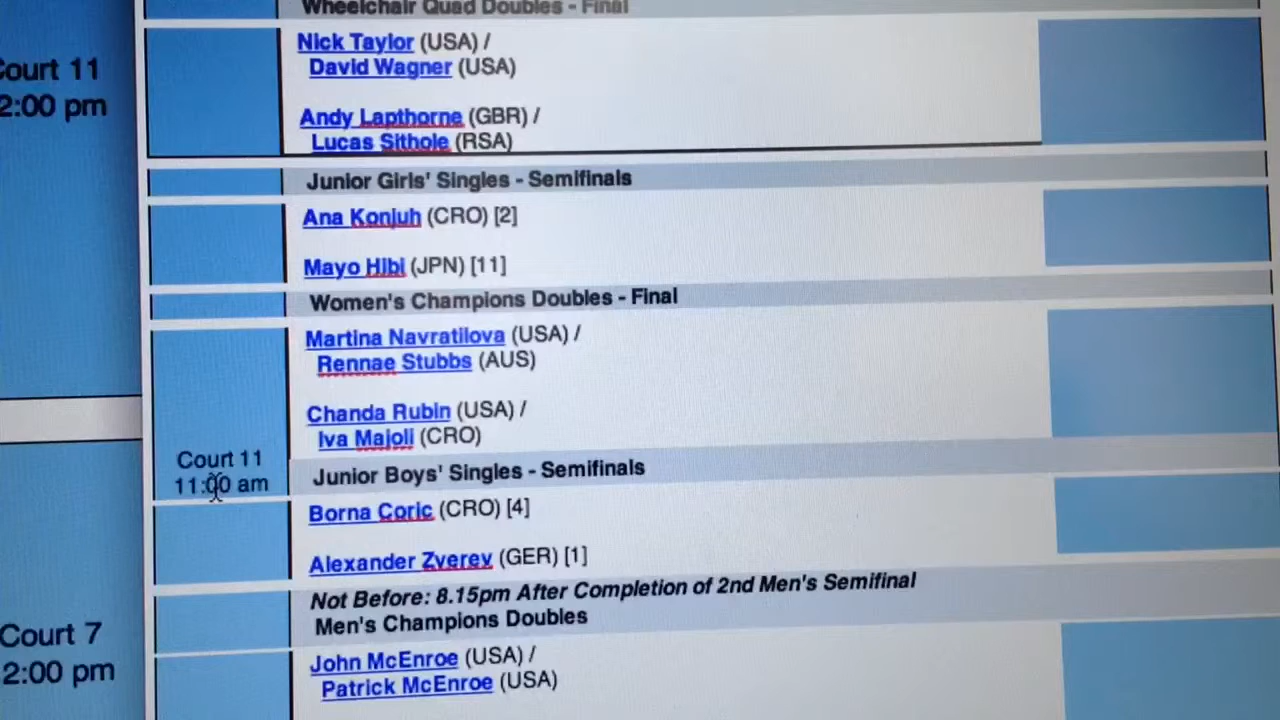 Wheelchair Quad Doubles - Final
Court 11
2:00 pm
Nick Taylor (USA) /
David Wagner (USA)
Andy Lapthorne (GBR) /
Lucas Sithole (RSA)
Junior Girls' Singles - Semifinals
Ana Konjuh (CRO) [2]
Mayo Hibi (JPN) [11]
Women's Champions Doubles - Final
Martina Navratilova (USA) /
Rennae Stubbs (AUS)
Chanda Rubin (USA) /
Iva Majoli (CRO)
Court 11
11:00 am
Junior Boys' Singles - Semifinals
Borna Coric (CRO) [4]
Alexander Zverev (GER) [1]
Not Before: 8.15pm After Completion of 2nd Men's Semifinal
Men's Champions Doubles
Court 7
2:00 pm
John McEnroe (USA) /
Patrick McEnroe (USA)